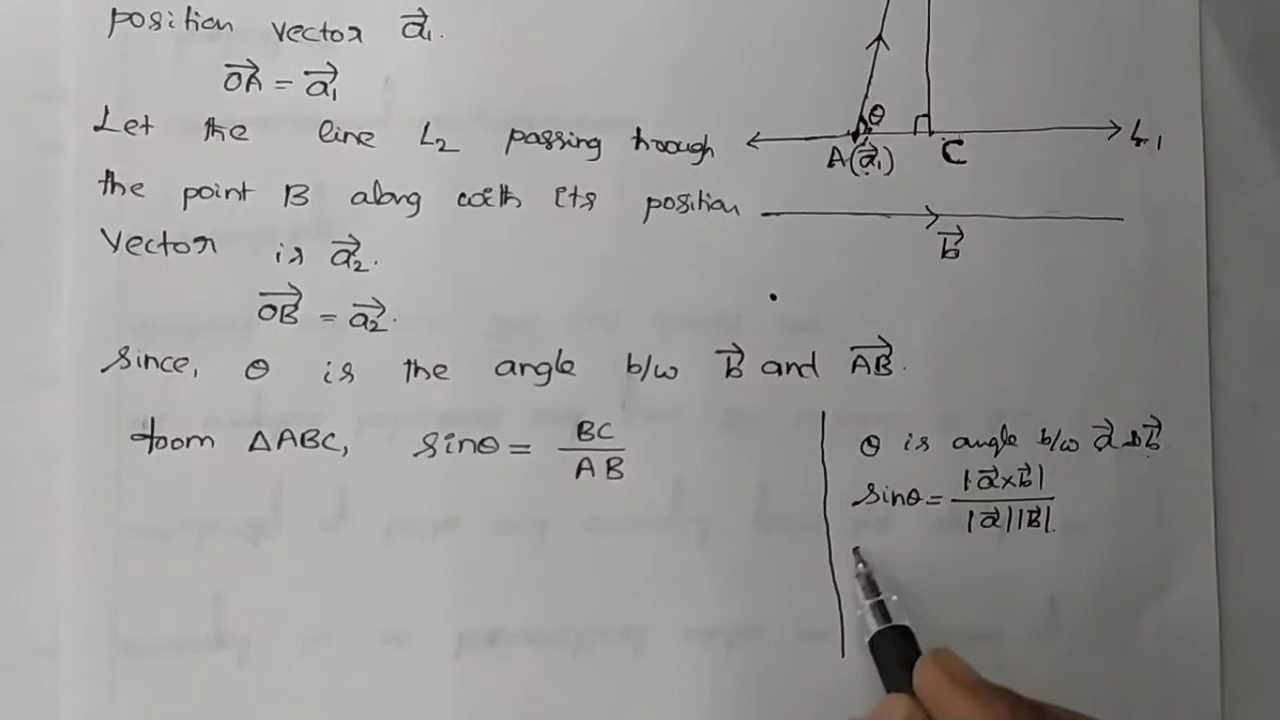 position vector a⃗₁.
OA⃗ = a⃗₁
Let the line L₂ passing trough
the point B along with its position
vector is a⃗₂.
OB⃗ = a⃗₂.
Since, θ is the angle b/w b⃗ and AB⃗.
from ΔABC, Sinθ = BC/AB
θ
L₁
A(a⃗₁) C
b⃗
θ is angle b/w a⃗ & b⃗.
Sinθ = |a⃗×b⃗|/|a⃗||b⃗|.